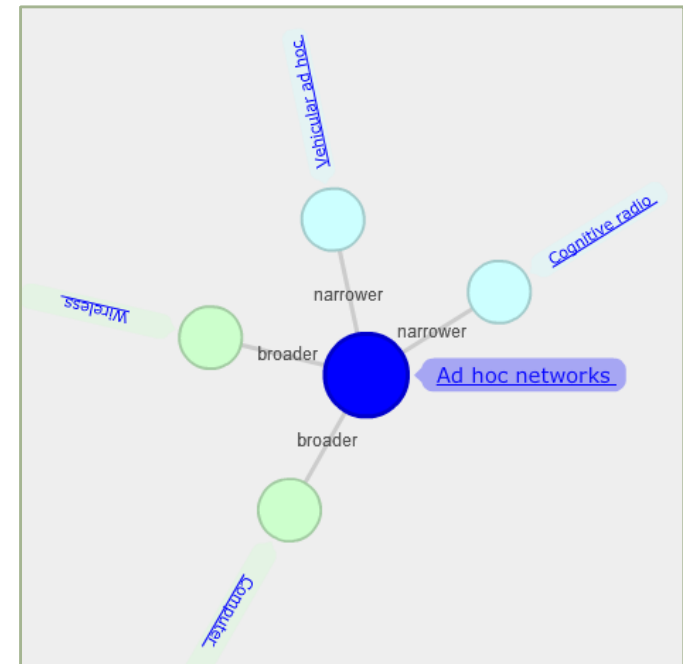 Vehicular ad hoc
Cognitive radio
narrower
Wireless
narrower
broader
Ad hoc networks
broader
Computer